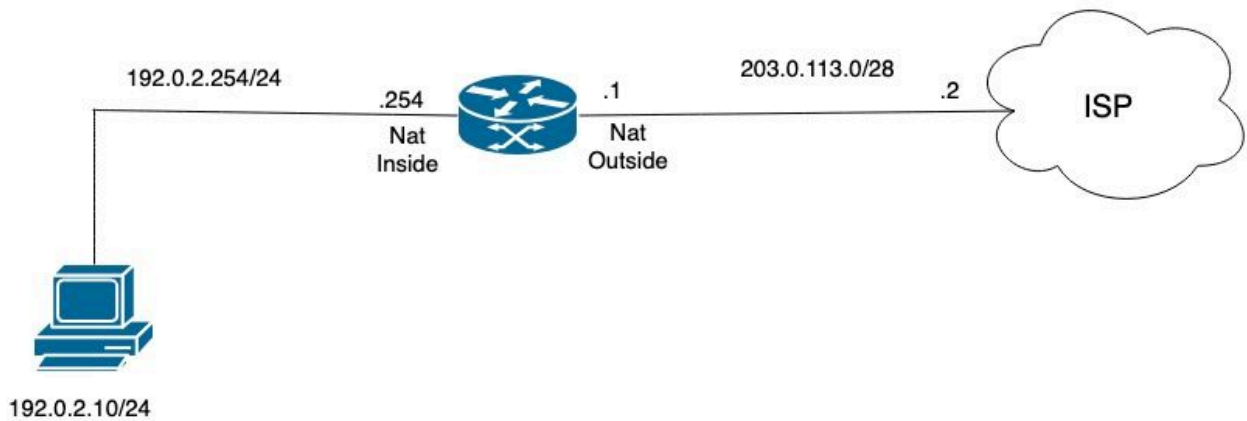 192.0.2.254/24
203.0.113.0/28
.254
Nat
Inside
.1
Nat
Outside
.2
ISP
192.0.2.10/24